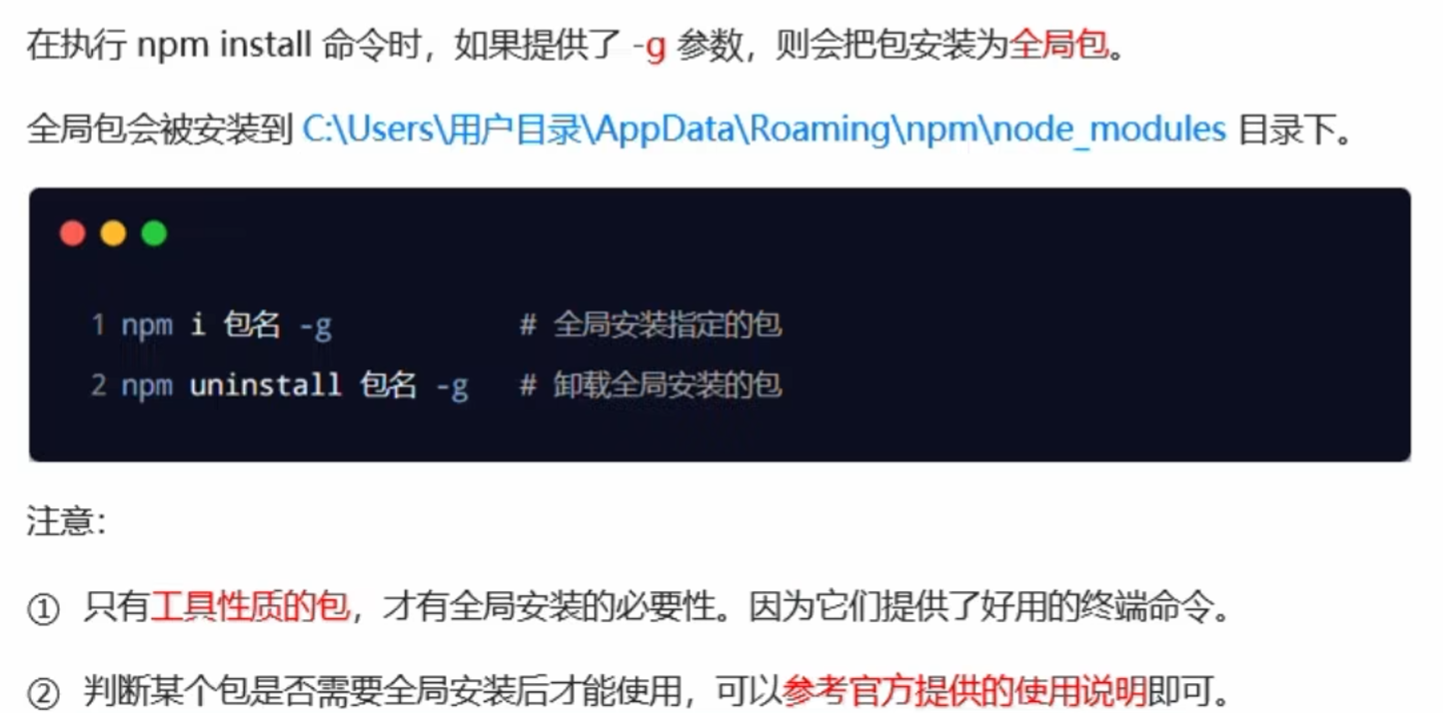 在执行 npm install 命令时，如果提供了 -g 参数，则会把包安装为全局包。
全局包会被安装到 C:\Users\用户目录\AppData\Roaming\npm\node_modules 目录下。
1 npm i 包名 -g # 全局安装指定的包
2 npm uninstall 包名 -g # 卸载全局安装的包
注意：
① 只有工具性质的包，才有全局安装的必要性。因为它们提供了好用的终端命令。
② 判断某个包是否需要全局安装后才能使用，可以参考官方提供的使用说明即可。